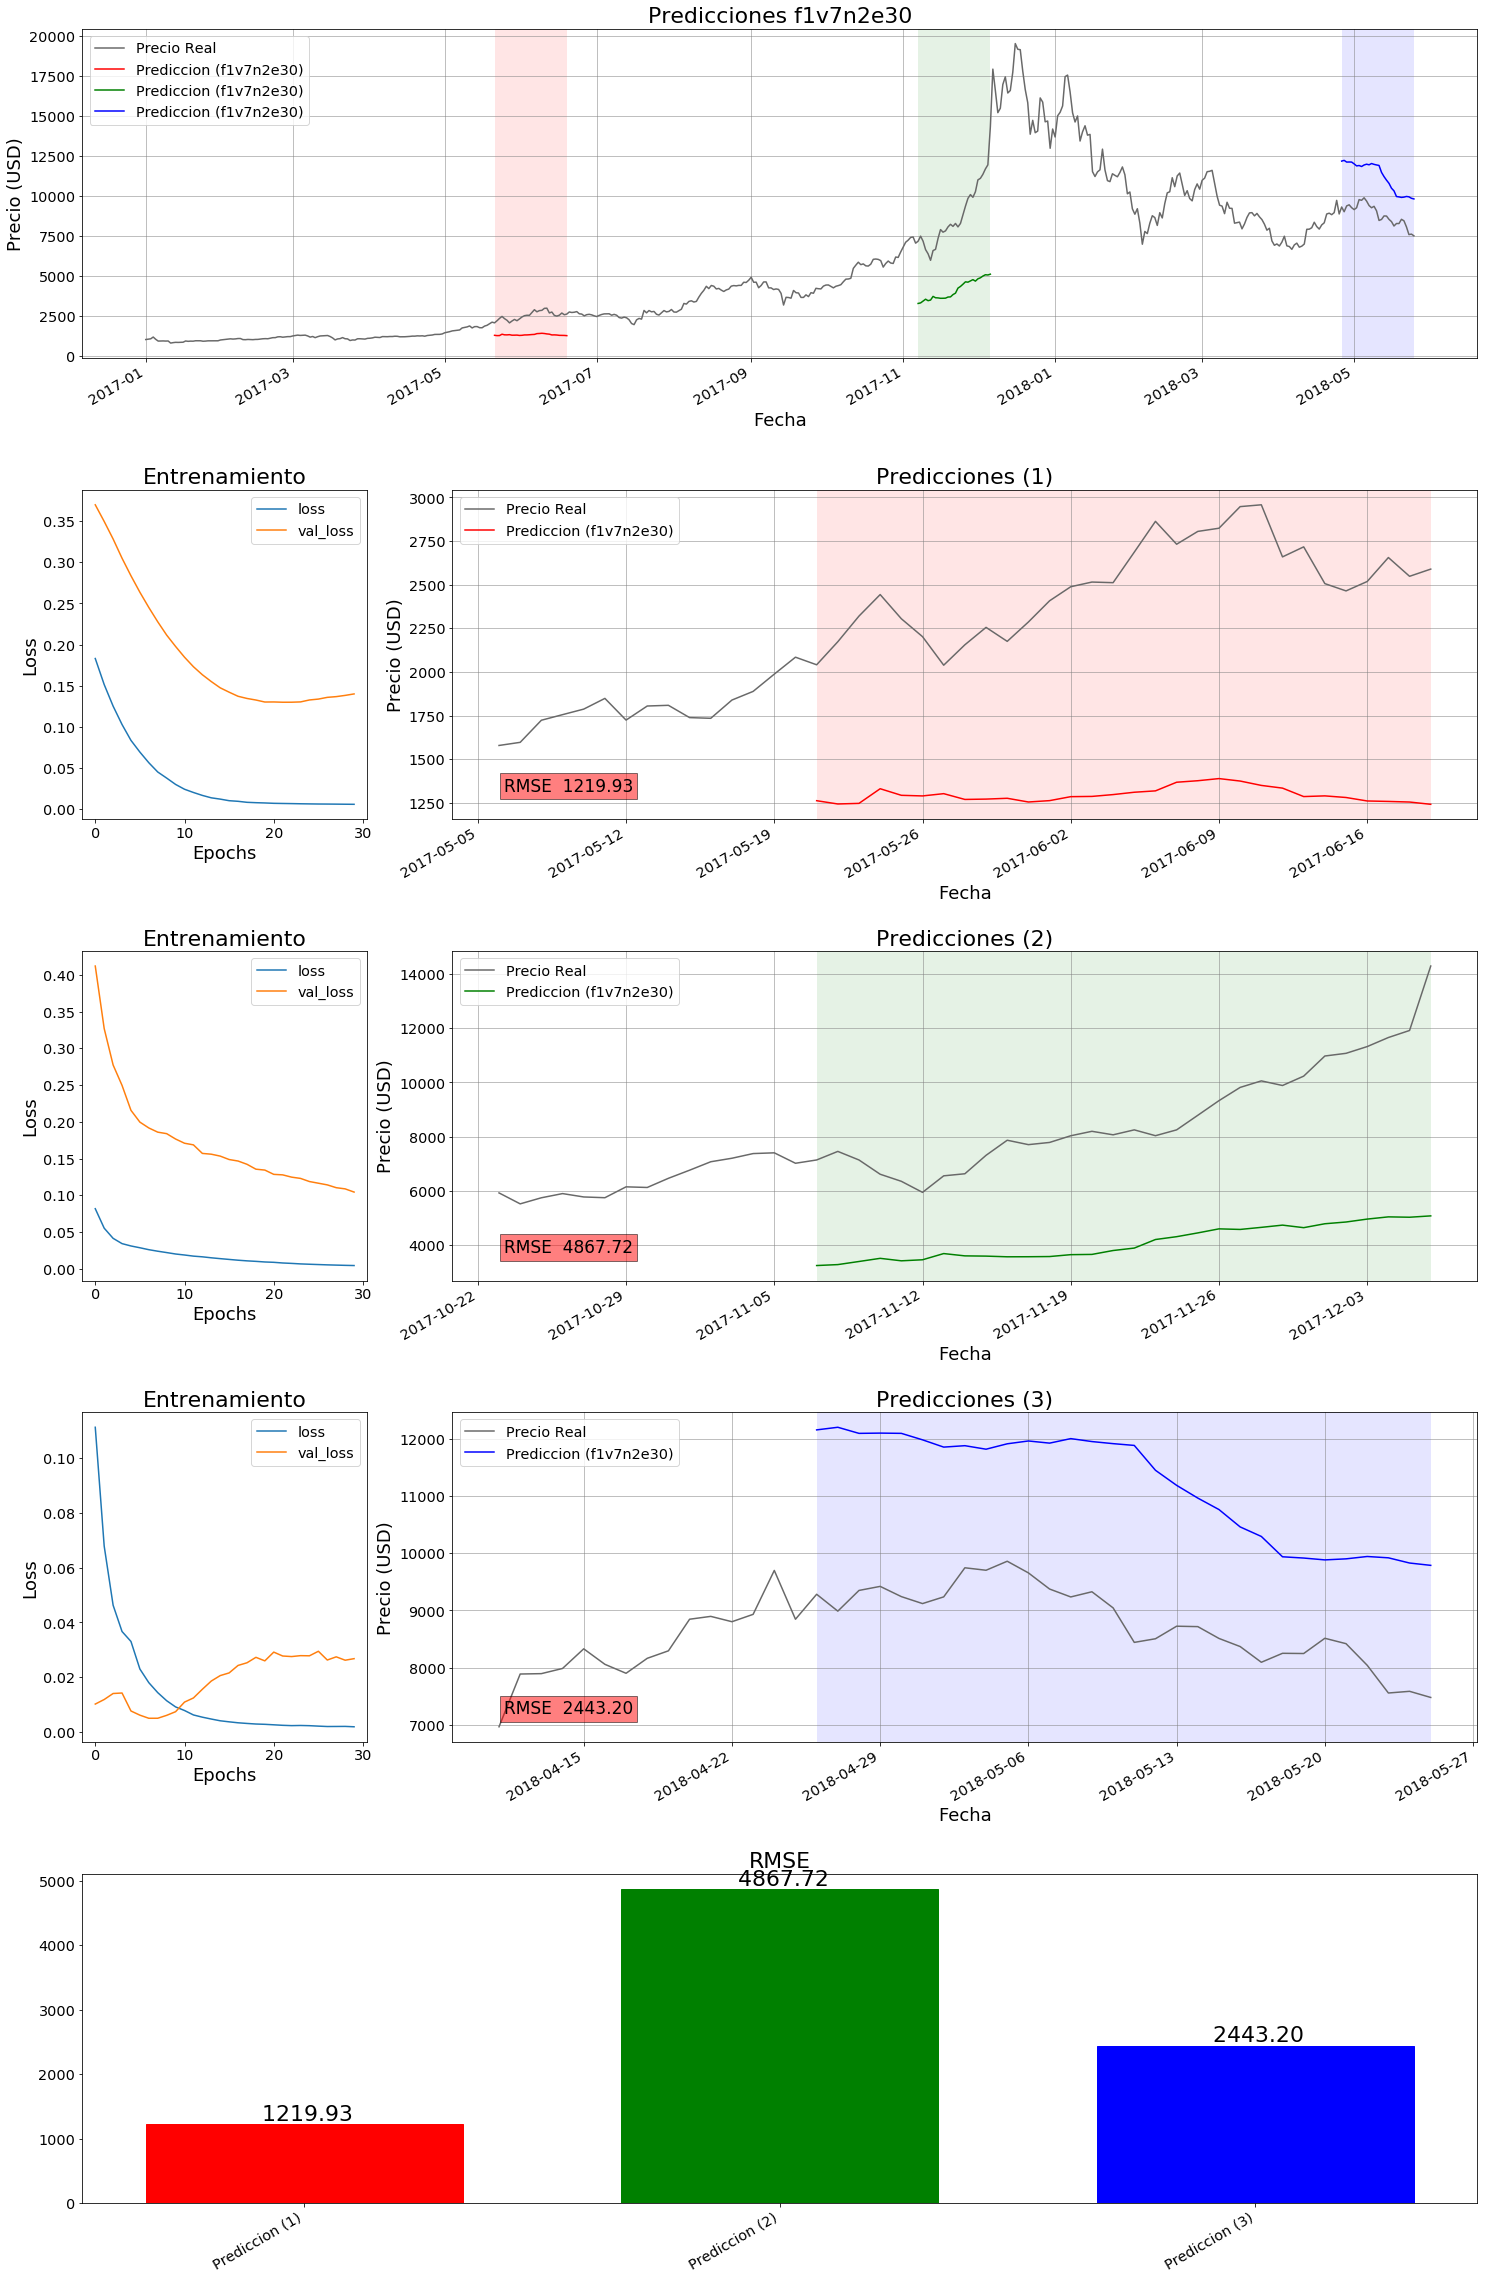 Predicciones f1v7n2e30
Precio (USD)
20000
17500
15000
12500
10000
7500
5000
2500
0
Precio Real
Prediccion (f1v7n2e30)
Prediccion (f1v7n2e30)
Prediccion (f1v7n2e30)
2017-01
2017-03
2017-05
2017-07
2017-09
2017-11
2018-01
2018-03
2018-05
Fecha
Entrenamiento
Loss
0.35
0.30
0.25
0.20
0.15
0.10
0.05
0.00
loss
val_loss
0
10
20
30
Epochs
Predicciones (1)
Precio (USD)
3000
2750
2500
2250
2000
1750
1500
1250
Precio Real
Prediccion (f1v7n2e30)
RMSE 1219.93
2017-05-05
2017-05-12
2017-05-19
2017-05-26
2017-06-02
2017-06-09
2017-06-16
Fecha
Entrenamiento
Loss
0.40
0.35
0.30
0.25
0.20
0.15
0.10
0.05
0.00
loss
val_loss
0
10
20
30
Epochs
Predicciones (2)
Precio (USD)
14000
12000
10000
8000
6000
4000
Precio Real
Prediccion (f1v7n2e30)
RMSE 4867.72
2017-10-22
2017-10-29
2017-11-05
2017-11-12
2017-11-19
2017-11-26
2017-12-03
Fecha
Entrenamiento
Loss
0.10
0.08
0.06
0.04
0.02
0.00
loss
val_loss
0
10
20
30
Epochs
Predicciones (3)
Precio (USD)
12000
11000
10000
9000
8000
7000
Precio Real
Prediccion (f1v7n2e30)
RMSE 2443.20
2018-04-15
2018-04-22
2018-04-29
2018-05-06
2018-05-13
2018-05-20
2018-05-27
Fecha
RMSE
5000
4000
3000
2000
1000
0
1219.93
4867.72
2443.20
Prediccion (1)
Prediccion (2)
Prediccion (3)